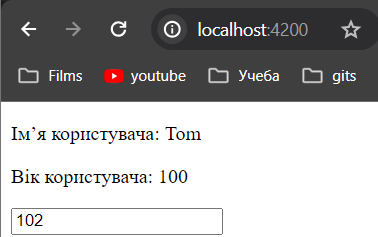 localhost:4200
Films youtube Учеба gits
Ім’я користувача: Tom
Вік користувача: 100
102